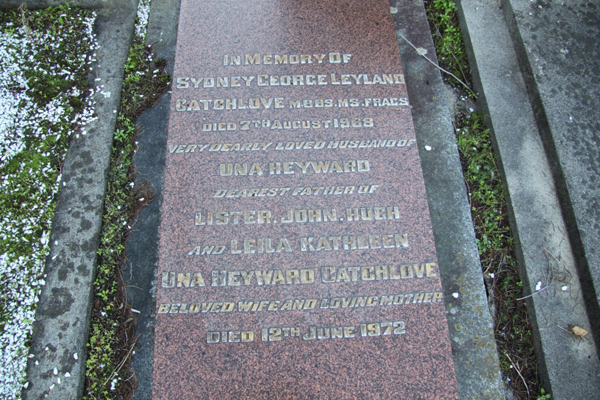 IN MEMORY OF
SYDNEY GEORGE LEYLAND
CATCHLOVE M.B.B.S. M.S. F.R.A.C.S.
DIED 7TH AUGUST 1968
VERY DEARLY LOVED HUSBAND OF
UNA HEYWARD
DEAREST FATHER OF
LISTER, JOHN, HUGH
AND LEILA KATHLEEN
UNA HEYWARD CATCHLOVE
BELOVED WIFE AND LOVING MOTHER
DIED 12TH JUNE 1972